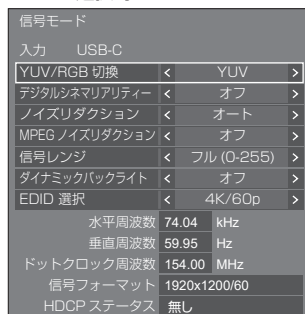 信号モード
入力 USB-C
YUV/RGB 切換 < YUV >
デジタルシネマリアリティー < オフ >
ノイズリダクション < オート >
MPEG ノイズリダクション < オフ >
信号レンジ < フル (0-255) >
ダイナミックバックライト < オフ >
EDID 選択 < 4K/60p >
水平周波数 74.04 kHz
垂直周波数 59.95 Hz
ドットクロック周波数 154.00 MHz
信号フォーマット 1920x1200/60
HDCP ステータス 無し